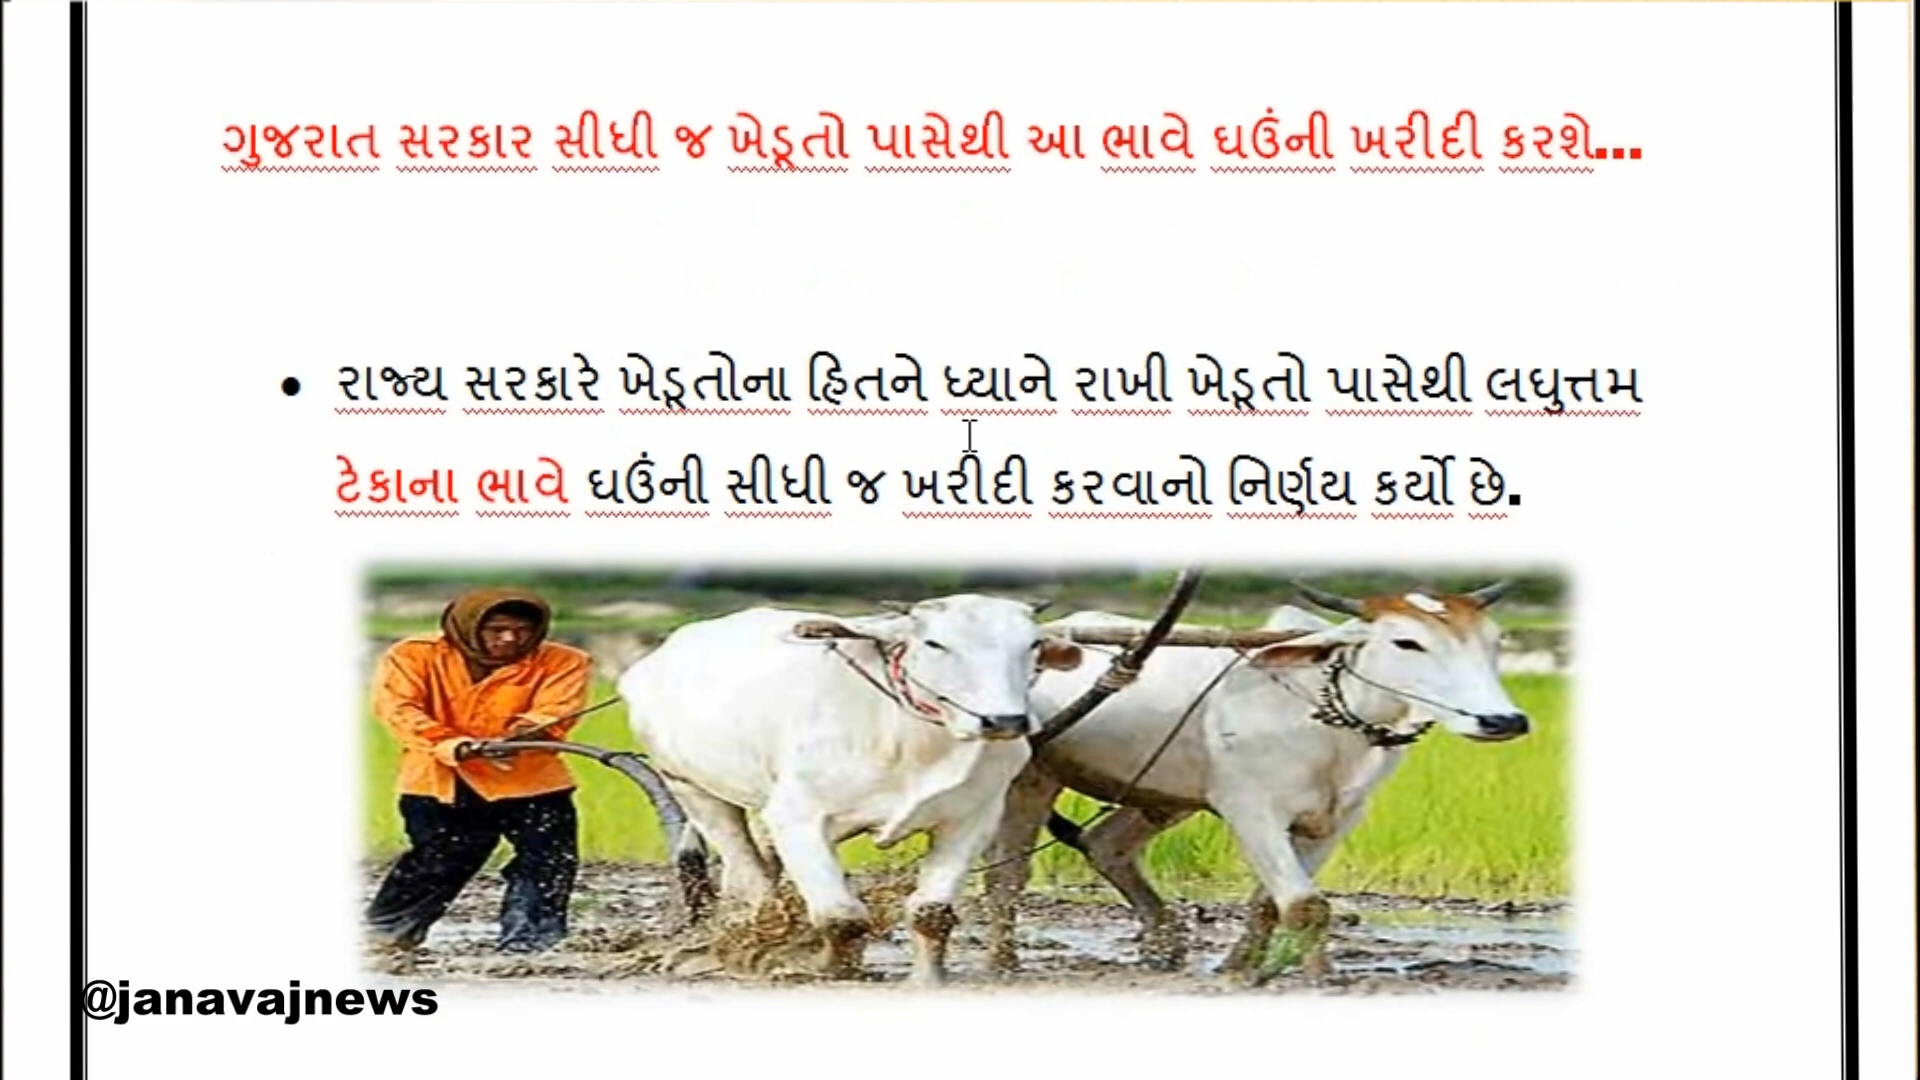 ગુજરાત સરકાર સીધી જ ખેડૂતો પાસેથી આ ભાવે ઘઉંની ખરીદી કરશે...
• રાજ્ય સરકારે ખેડૂતોના હિતને ધ્યાને રાખી ખેડૂતો પાસેથી લઘુત્તમ
ટેકાના ભાવે ઘઉંની સીધી જ ખરીદી કરવાનો નિર્ણય કર્યો છે.
@janavajnews